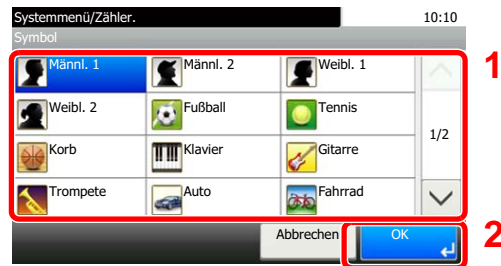 Systemmenü/Zähler. 10:10
Symbol
Männl. 1 Männl. 2 Weibl. 1 1
Weibl. 2 Fußball Tennis
1/2
Korb Klavier Gitarre
Trompete Auto Fahrrad
Abbrechen OK 2